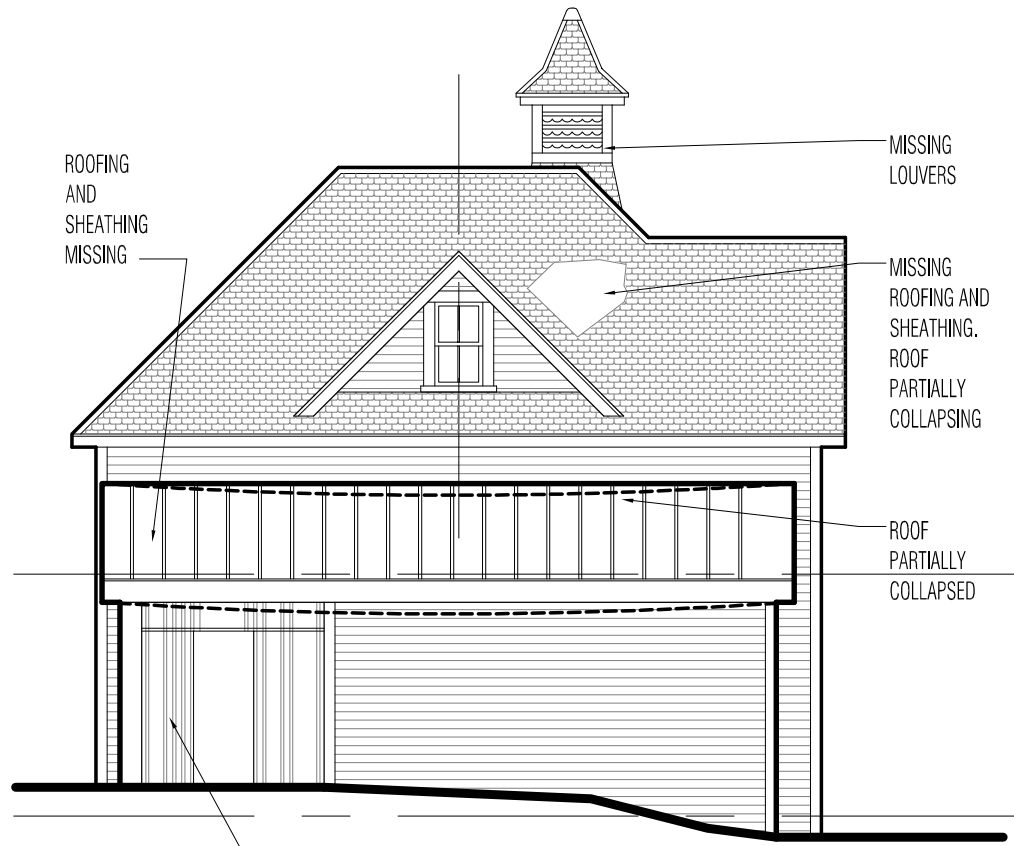 ROOFING
AND
SHEATHING
MISSING
MISSING
LOUVERS
MISSING
ROOFING AND
SHEATHING.
ROOF
PARTIALLY
COLLAPSING
ROOF
PARTIALLY
COLLAPSED